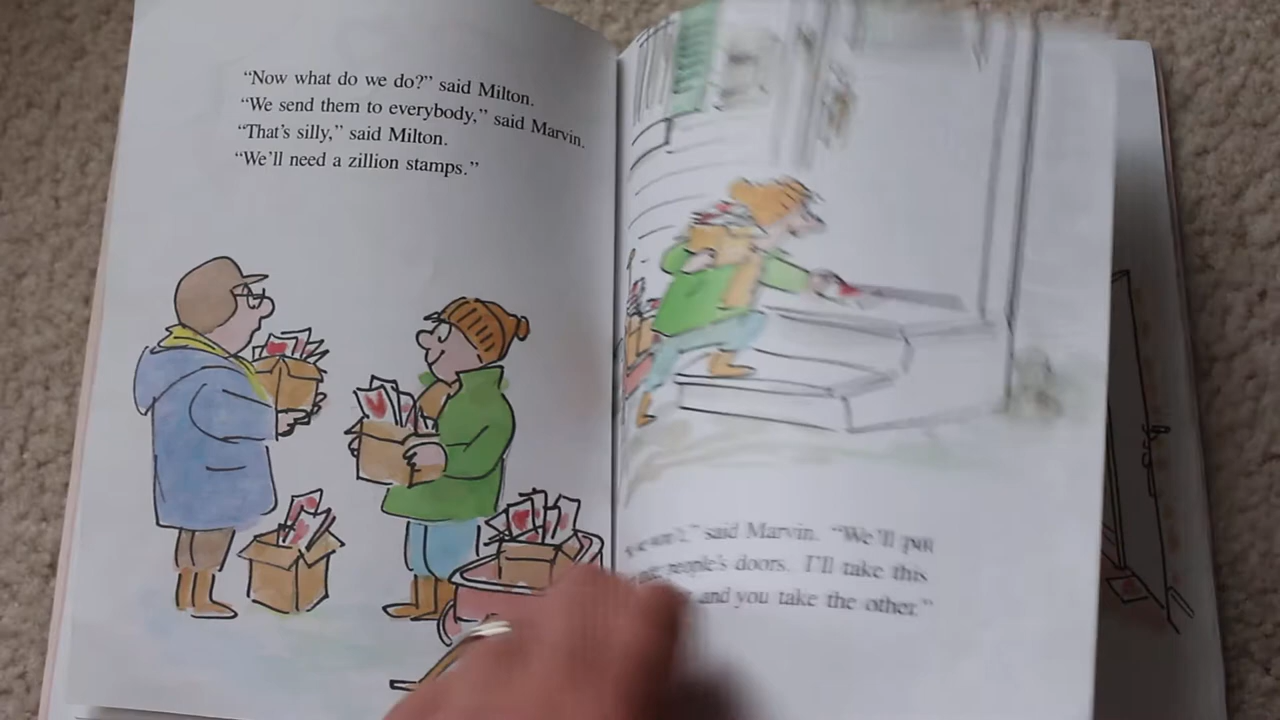 “Now what do we do?” said Milton.
“We send them to everybody,” said Marvin.
“That’s silly,” said Milton.
“We’ll need a zillion stamps.”
said Marvin. “We’ll put
people’s doors. I’ll take this
and you take the other.”